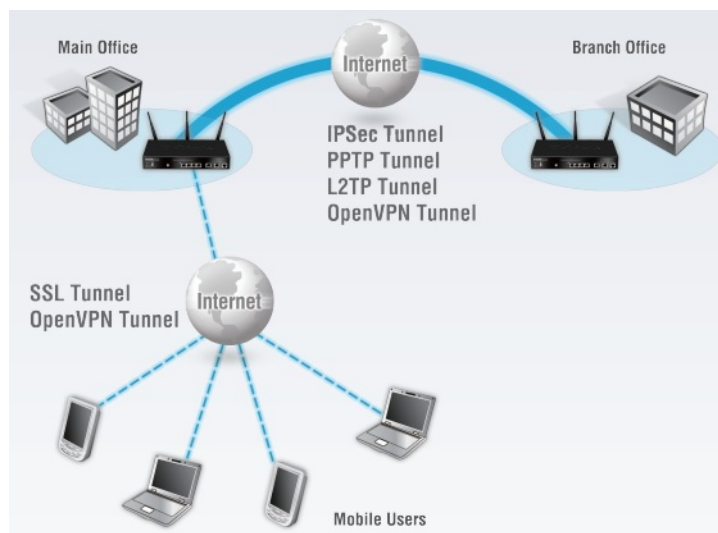 Main Office
Internet
Branch Office
IPSec Tunnel
PPTP Tunnel
L2TP Tunnel
OpenVPN Tunnel
SSL Tunnel
OpenVPN Tunnel
Internet
Mobile Users